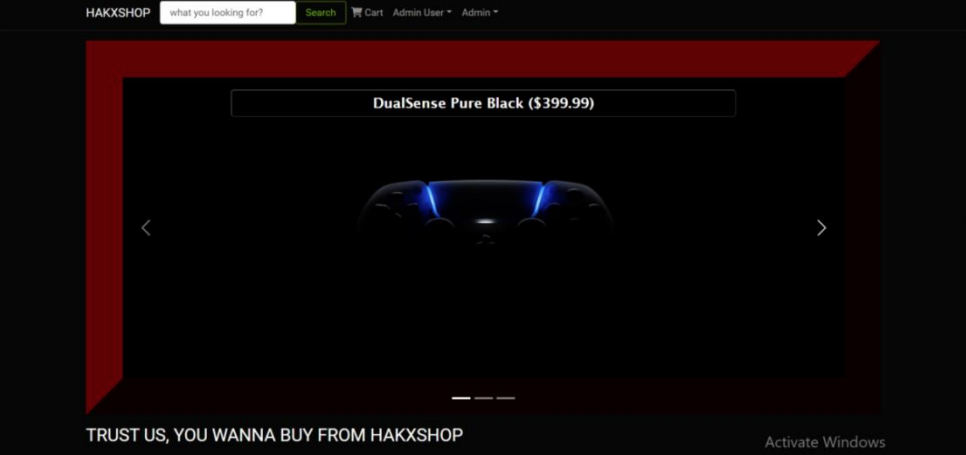 HAKXSHOP what you looking for? Search Cart Admin User Admin
DualSense Pure Black ($399.99)
TRUST US, YOU WANNA BUY FROM HAKXSHOP
Activate Windows